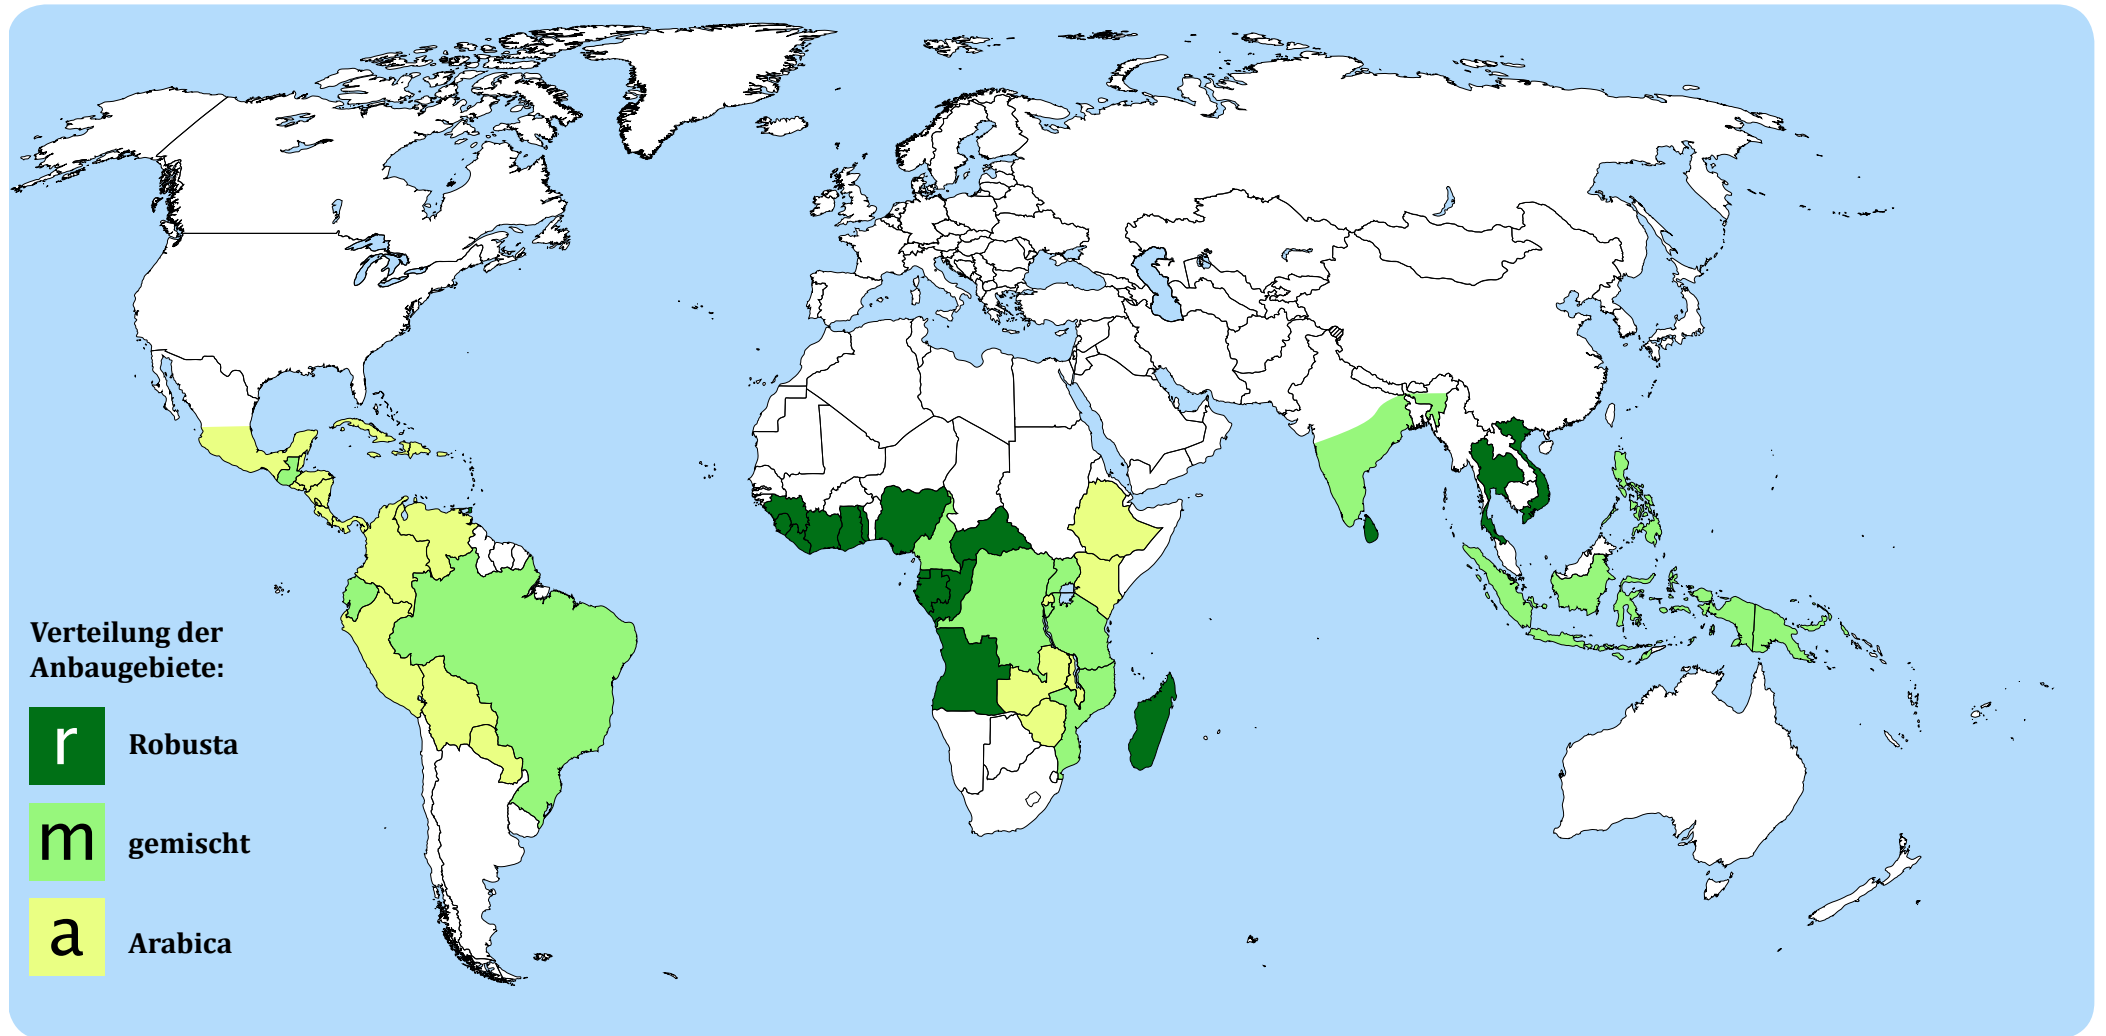 Verteilung der
Anbaugebiete:
r Robusta
m gemischt
a Arabica